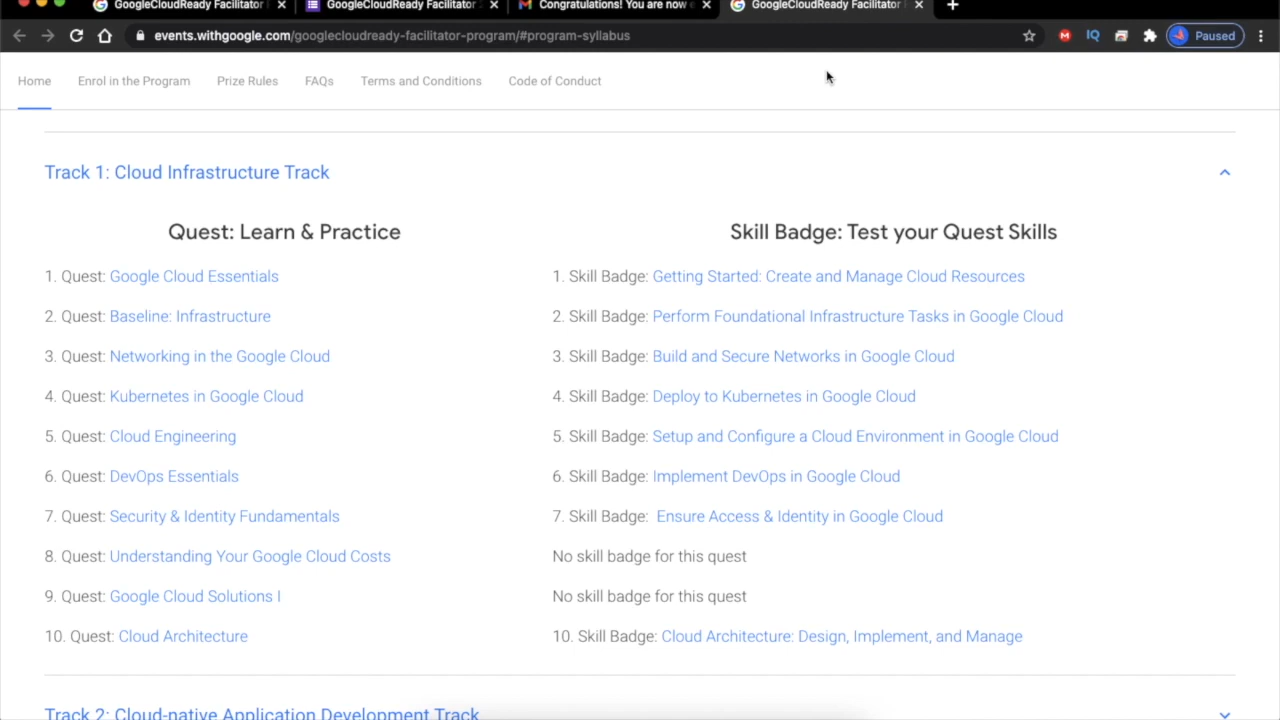 GoogleCloudReady Facilitator
GoogleCloudReady Facilitator
Congratulations! You are now
GoogleCloudReady Facilitator
events.withgoogle.com/googlecloudready-facilitator-program/#program-syllabus
IQ
Paused
Home
Enrol in the Program
Prize Rules
FAQs
Terms and Conditions
Code of Conduct
Track 1: Cloud Infrastructure Track
Quest: Learn & Practice
Skill Badge: Test your Quest Skills
1. Quest: Google Cloud Essentials
1. Skill Badge: Getting Started: Create and Manage Cloud Resources
2. Quest: Baseline: Infrastructure
2. Skill Badge: Perform Foundational Infrastructure Tasks in Google Cloud
3. Quest: Networking in the Google Cloud
3. Skill Badge: Build and Secure Networks in Google Cloud
4. Quest: Kubernetes in Google Cloud
4. Skill Badge: Deploy to Kubernetes in Google Cloud
5. Quest: Cloud Engineering
5. Skill Badge: Setup and Configure a Cloud Environment in Google Cloud
6. Quest: DevOps Essentials
6. Skill Badge: Implement DevOps in Google Cloud
7. Quest: Security & Identity Fundamentals
7. Skill Badge: Ensure Access & Identity in Google Cloud
8. Quest: Understanding Your Google Cloud Costs
No skill badge for this quest
9. Quest: Google Cloud Solutions I
No skill badge for this quest
10. Quest: Cloud Architecture
10. Skill Badge: Cloud Architecture: Design, Implement, and Manage
Track 2: Cloud-native Application Development Track